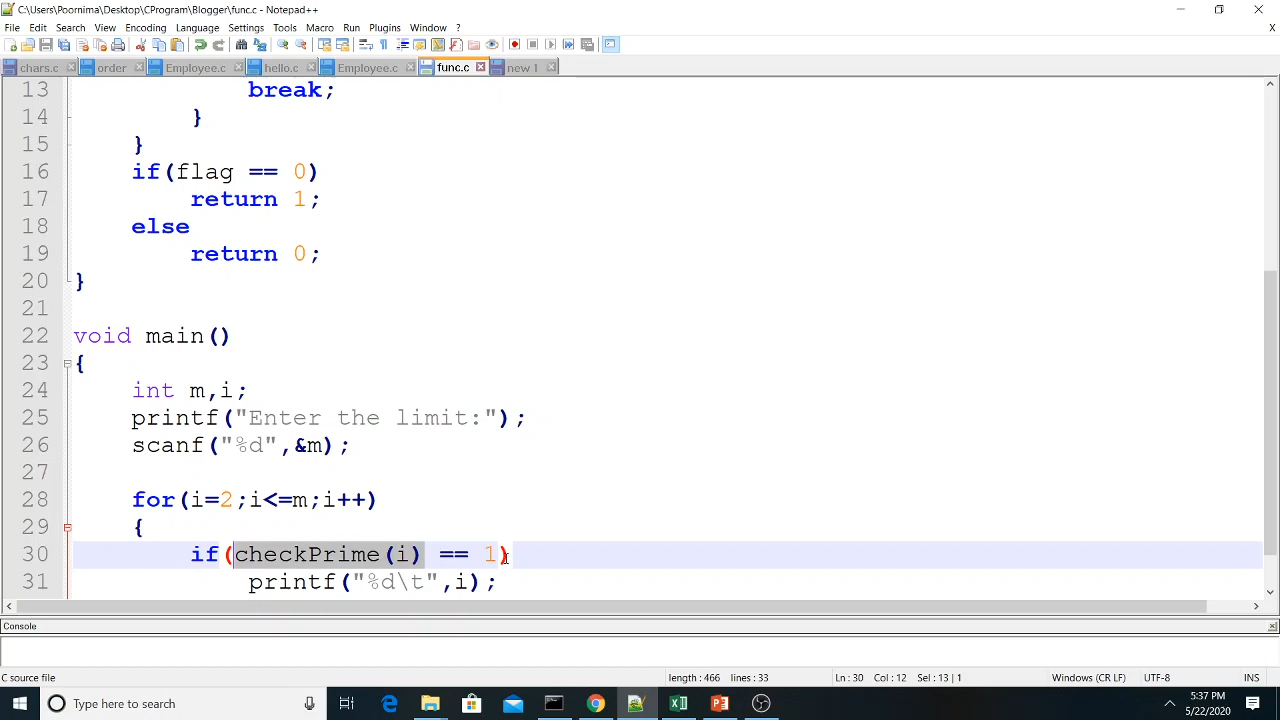 C:\Users\Poornima\Desktop\CProgram\Blogger\func.c - Notepad++
File Edit Search View Encoding Language Settings Tools Macro Run Plugins Window ? X
chars.c order Employee.c hello.c Employee.c func.c new 1
13 break;
14 }
15 }
16 if(flag == 0)
17 return 1;
18 else
19 return 0;
20 }
21
22 void main()
23 {
24 int m,i;
25 printf("Enter the limit:");
26 scanf("%d",&m);
27
28 for(i=2;i<=m;i++)
29 {
30 if(checkPrime(i) == 1)
31 printf("%d\t",i);
Console
C source file length : 466 lines : 33 Ln : 30 Col : 12 Sel : 13 | 1 Windows (CR LF) UTF-8 INS
Type here to search
5:37 PM
5/22/2020